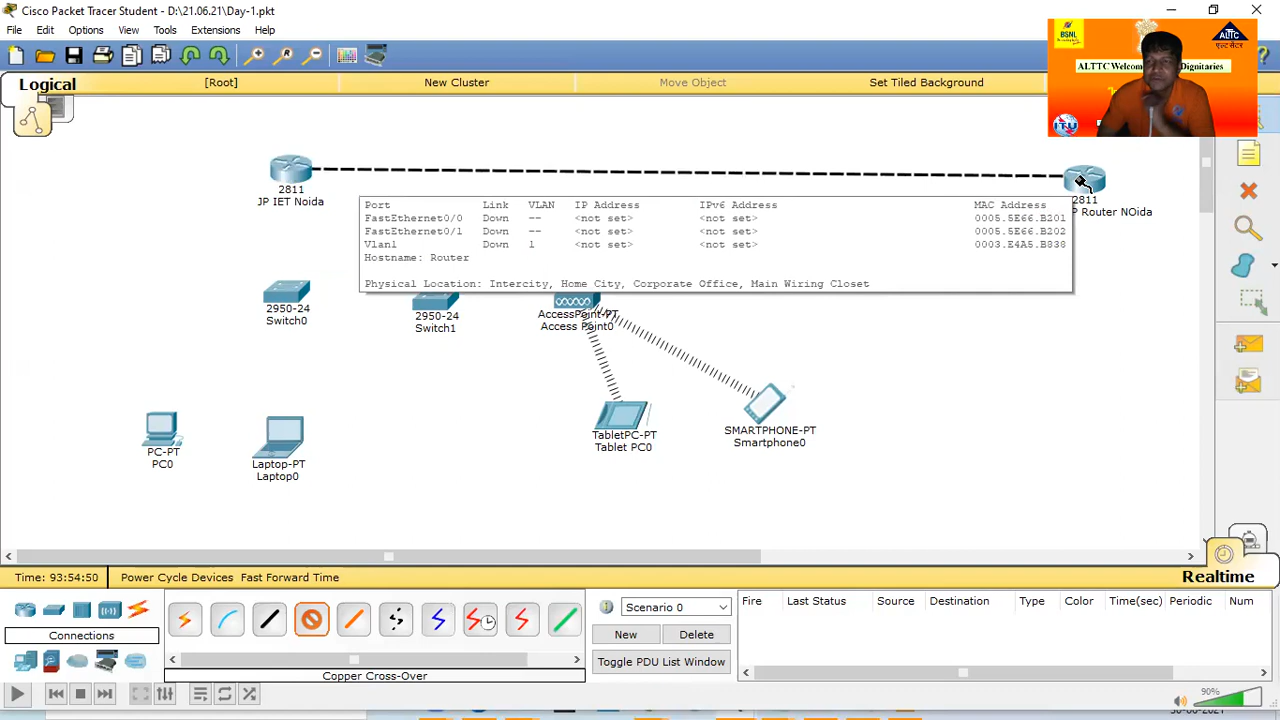 Cisco Packet Tracer Student - D:\21.06.21\Day-1.pkt
File Edit Options View Tools Extensions Help
Logical [Root] New Cluster Move Object Set Tiled Background
BSNL
ALTTC
एल्टसेंटर
ALTTC Welcom Dignitaries
ITU
2811
JP IET Noida
2811
P Router NOida
Port Link VLAN IP Address IPv6 Address MAC Address
FastEthernet0/0 Down -- <not set> <not set> 0005.5E66.B201
FastEthernet0/1 Down -- <not set> <not set> 0005.5E66.B202
Vlan1 Down 1 <not set> <not set> 0003.E4A5.B838
Hostname: Router
Physical Location: Intercity, Home City, Corporate Office, Main Wiring Closet
2950-24
Switch0
2950-24
Switch1
AccessPoint-PT
Access Point0
TabletPC-PT
Tablet PC0
SMARTPHONE-PT
Smartphone0
PC-PT
PC0
Laptop-PT
Laptop0
Time: 93:54:50 Power Cycle Devices Fast Forward Time Realtime
Connections
Copper Cross-Over
Scenario 0
New Delete
Toggle PDU List Window
Fire Last Status Source Destination Type Color Time(sec) Periodic Num
90%